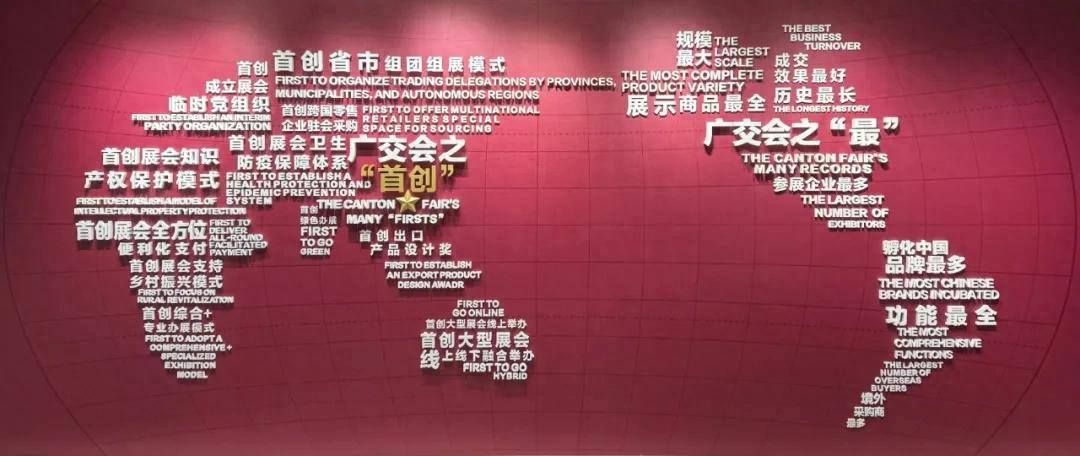 首创
成立展会
临时党组织
FIRST TO ESTABLISH AN INTERIM
PARTY ORGANIZATION
首创省市组团组展模式
FIRST TO ORGANIZE TRADING DELEGATIONS BY PROVINCES,
MUNICIPALITIES, AND AUTONOMOUS REGIONS
首创跨国零售
企业驻会采购
FIRST TO OFFER MULTINATIONAL
RETAILERS SPECIAL
SPACE FOR SOURCING
首创展会卫生
防疫保障体系
FIRST TO ESTABLISH A
HEALTH PROTECTION AND
EPIDEMIC PREVENTION
SYSTEM
广交会之
“首创”
THE CANTON FAIR'S
MANY “FIRSTS”
首创展会知识
产权保护模式
FIRST TO ESTABLISH A MODEL OF
INTELLECTUAL PROPERTY PROTECTION
首创展会全方位
便利化支付
FIRST TO
DELIVER
ALL-ROUND
FACILITATED
PAYMENT
首创
绿色办展
FIRST
TO GO
GREEN
首创出口
产品设计奖
FIRST TO ESTABLISH
AN EXPORT PRODUCT
DESIGN AWADR
首创展会支持
乡村振兴模式
FIRST TO FOCUS ON
RURAL REVITALIZATION
首创综合+
专业办展模式
FIRST TO ADOPT A
COMPREHENSIVE +
SPECIALIZED
EXHIBITION
MODEL
FIRST TO
GO ONLINE
首创大型展会线上举办
首创大型展会
线上线下融合举办
FIRST TO GO
HYBRID
规模
最大
THE
LARGEST
SCALE
THE MOST COMPLETE
PRODUCT VARIETY
展示商品最全
THE BEST
BUSINESS
TURNOVER
成交
效果最好
历史最长
THE LONGEST HISTORY
广交会之“最”
THE CANTON FAIR'S
MANY RECORDS
参展企业最多
THE LARGEST
NUMBER OF
EXHIBITORS
孵化中国
品牌最多
THE MOST CHINESE
BRANDS INCUBATED
功能最全
THE MOST
COMPREHENSIVE
FUNCTIONS
THE LARGEST
NUMBER OF
OVERSEAS
BUYERS
境外
采购商
最多